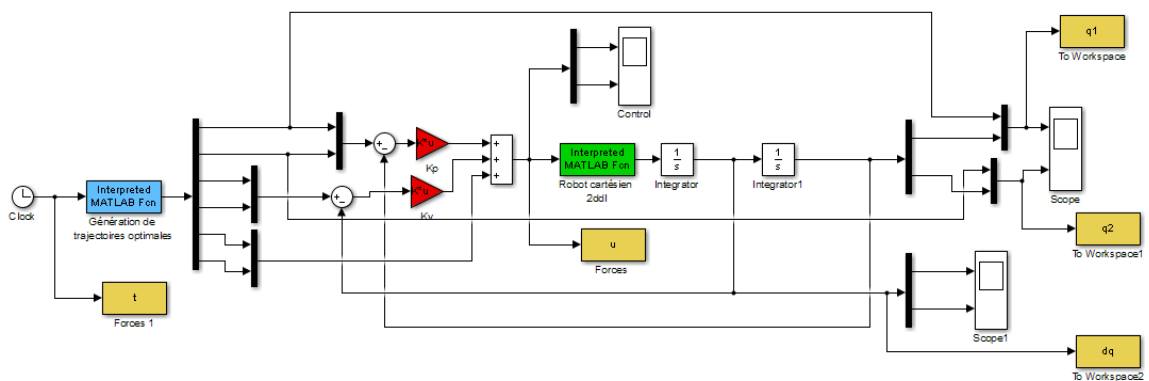 q1
To Workspace
Control
Scope
K*u
Kp
+
+
+
+
-
Interpreted
MATLAB Fcn
Robot cartésien
2ddl
1
s
Integrator
1
s
Integrator1
Clock
Interpreted
MATLAB Fcn
Génération de
trajectoires optimales
+
-
K*u
Kv
q2
To Workspace1
u
Forces
t
Forces 1
Scope1
dq
To Workspace2